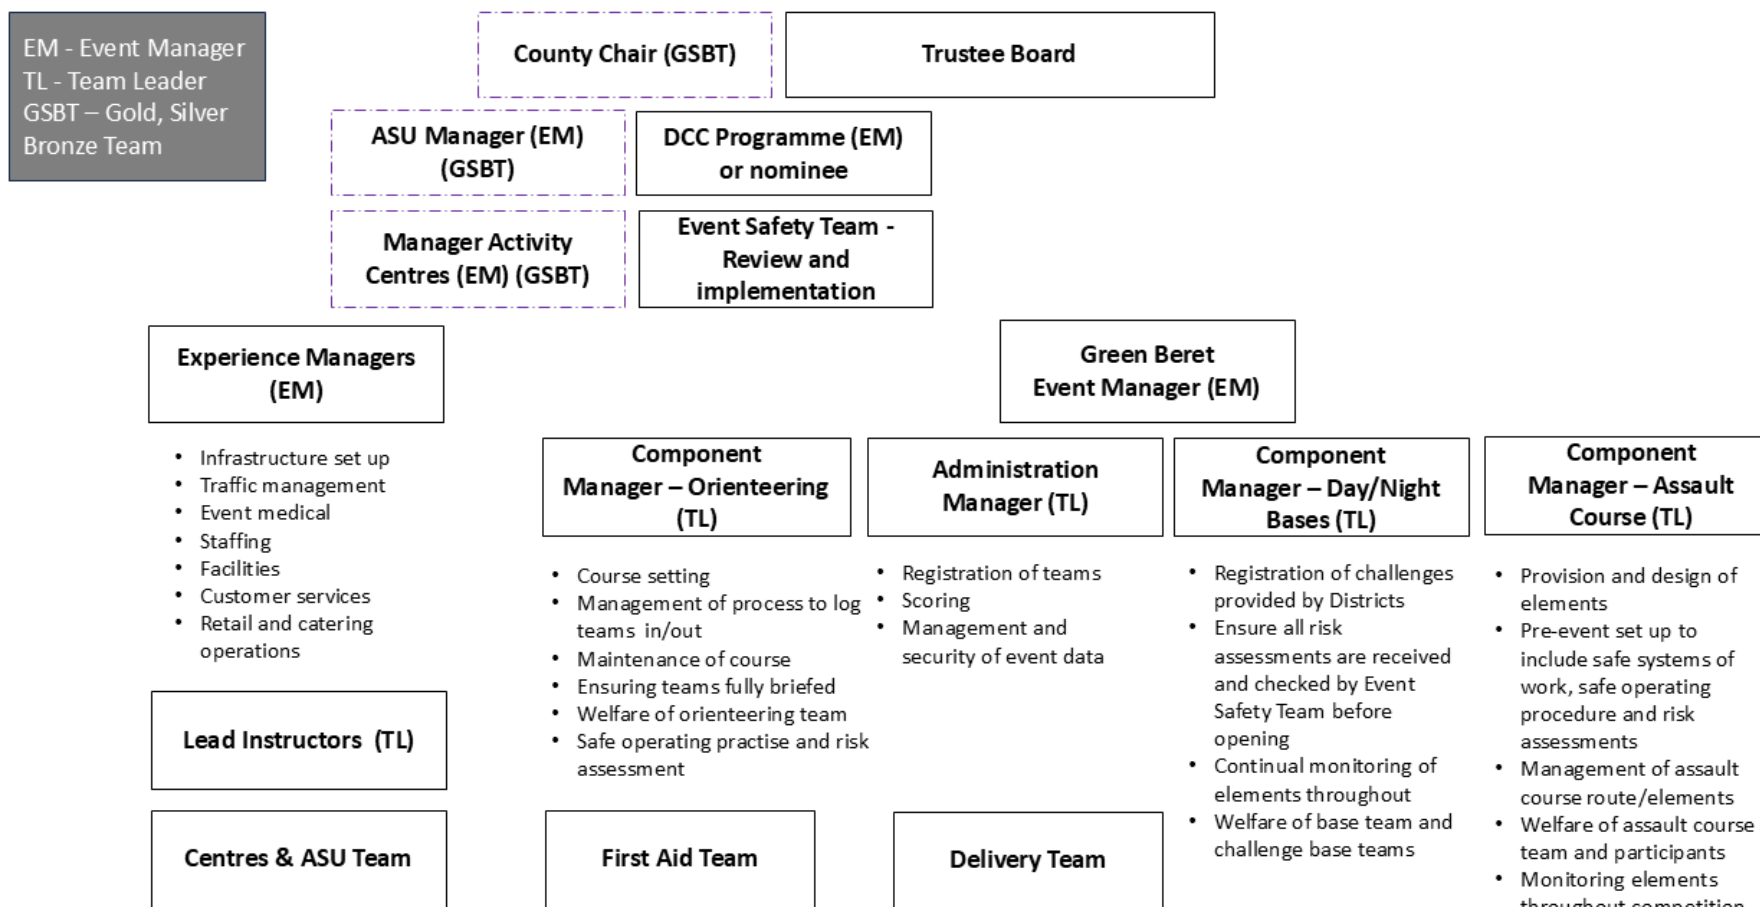 EM - Event Manager
TL - Team Leader
GSBT – Gold, Silver
Bronze Team
County Chair (GSBT)
Trustee Board
ASU Manager (EM)
(GSBT)
DCC Programme (EM)
or nominee
Manager Activity
Centres (EM) (GSBT)
Event Safety Team -
Review and
implementation
Experience Managers
(EM)
Green Beret
Event Manager (EM)
• Infrastructure set up
• Traffic management
• Event medical
• Staffing
• Facilities
• Customer services
• Retail and catering
operations
Lead Instructors (TL)
Centres & ASU Team
Component
Manager – Orienteering
(TL)
• Course setting
• Management of process to log
teams in/out
• Maintenance of course
• Ensuring teams fully briefed
• Welfare of orienteering team
• Safe operating practise and risk
assessment
First Aid Team
Administration
Manager (TL)
• Registration of teams
• Scoring
• Management and
security of event data
Delivery Team
Component
Manager – Day/Night
Bases (TL)
• Registration of challenges
provided by Districts
• Ensure all risk
assessments are received
and checked by Event
Safety Team before
opening
• Continual monitoring of
elements throughout
• Welfare of base team and
challenge base teams
Component
Manager – Assault
Course (TL)
• Provision and design of
elements
• Pre-event set up to
include safe systems of
work, safe operating
procedure and risk
assessments
• Management of assault
course route/elements
• Welfare of assault course
team and participants
• Monitoring elements
throughout competition